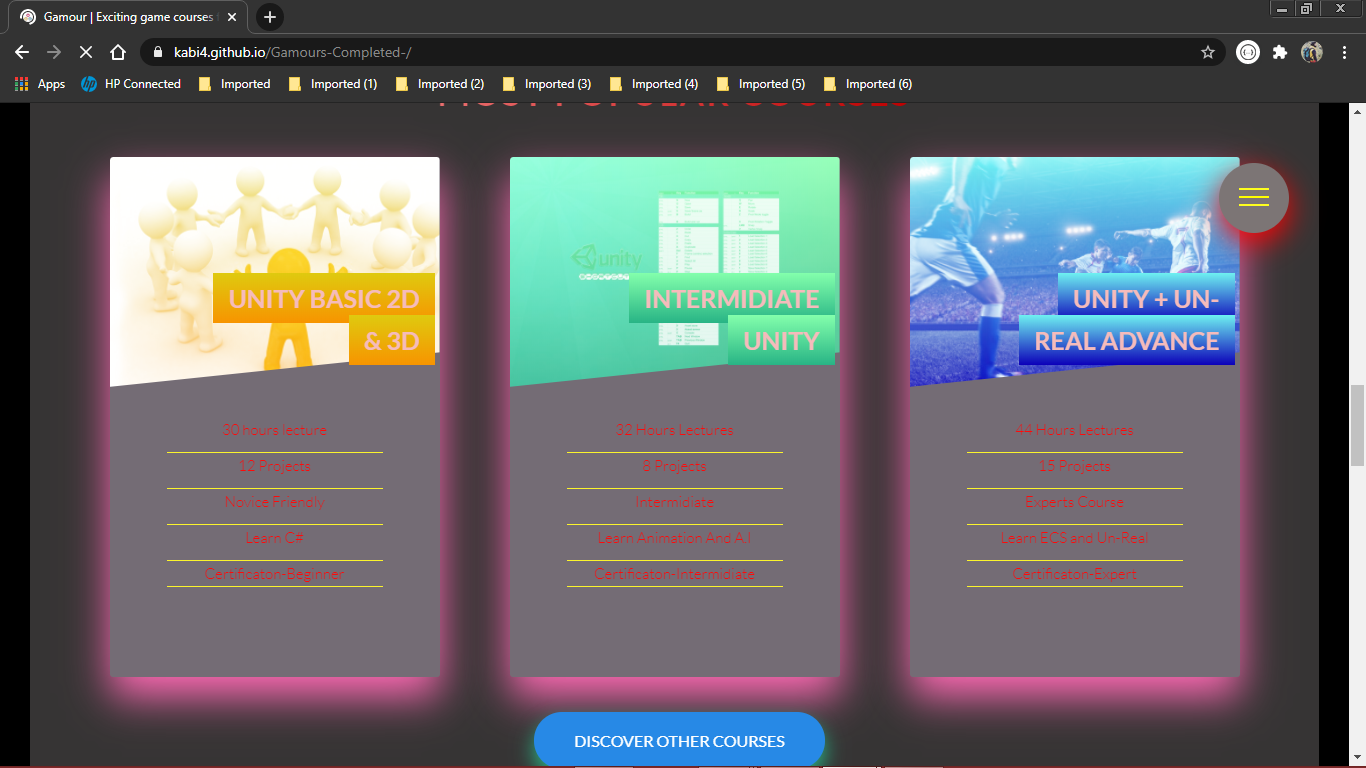 Gamour | Exciting game courses
kabi4.github.io/Gamours-Completed-/
Apps
HP Connected
Imported
Imported (1)
Imported (2)
Imported (3)
Imported (4)
Imported (5)
Imported (6)
unity
UNITY BASIC 2D
& 3D
30 hours lecture
12 Projects
Novice Friendly
Learn C#
Certificaton-Beginner
INTERMIDIATE
UNITY
32 Hours Lectures
8 Projects
Intermidiate
Learn Animation And A.I
Certificaton-Intermidiate
UNITY + UN-
REAL ADVANCE
44 Hours Lectures
15 Projects
Experts Course
Learn ECS and Un-Real
Certificaton-Expert
DISCOVER OTHER COURSES